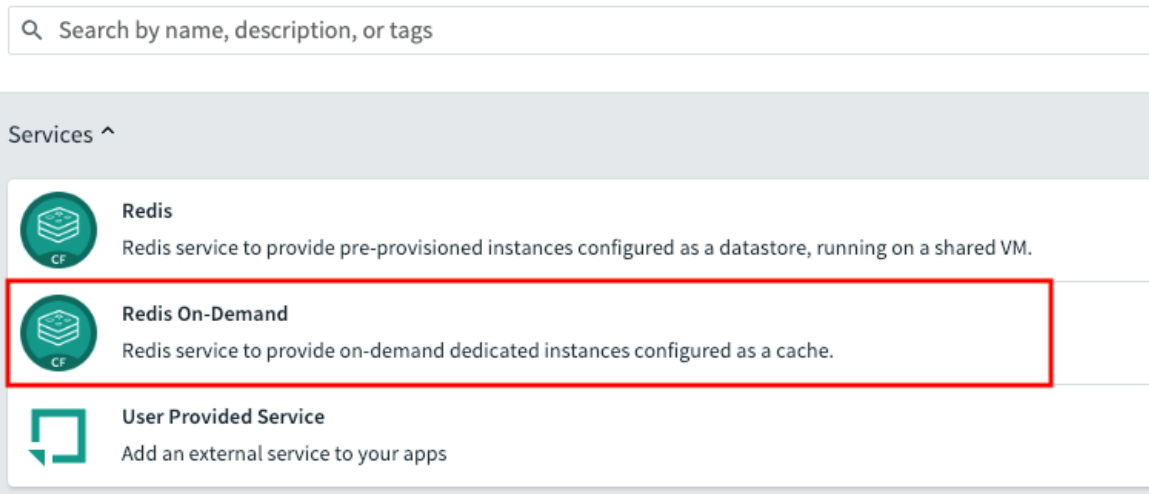 Search by name, description, or tags
Services
Redis
Redis service to provide pre-provisioned instances configured as a datastore, running on a shared VM.
CF
Redis On-Demand
Redis service to provide on-demand dedicated instances configured as a cache.
CF
User Provided Service
Add an external service to your apps